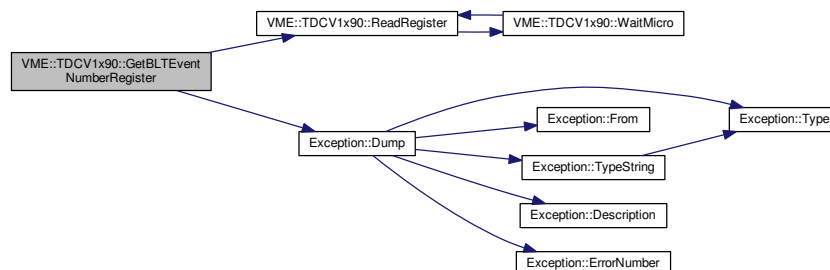 VME::TDCV1x90::ReadRegister
VME::TDCV1x90::WaitMicro
VME::TDCV1x90::GetBLTEvent
NumberRegister
Exception::From
Exception::Type
Exception::Dump
Exception::TypeString
Exception::Description
Exception::ErrorNumber